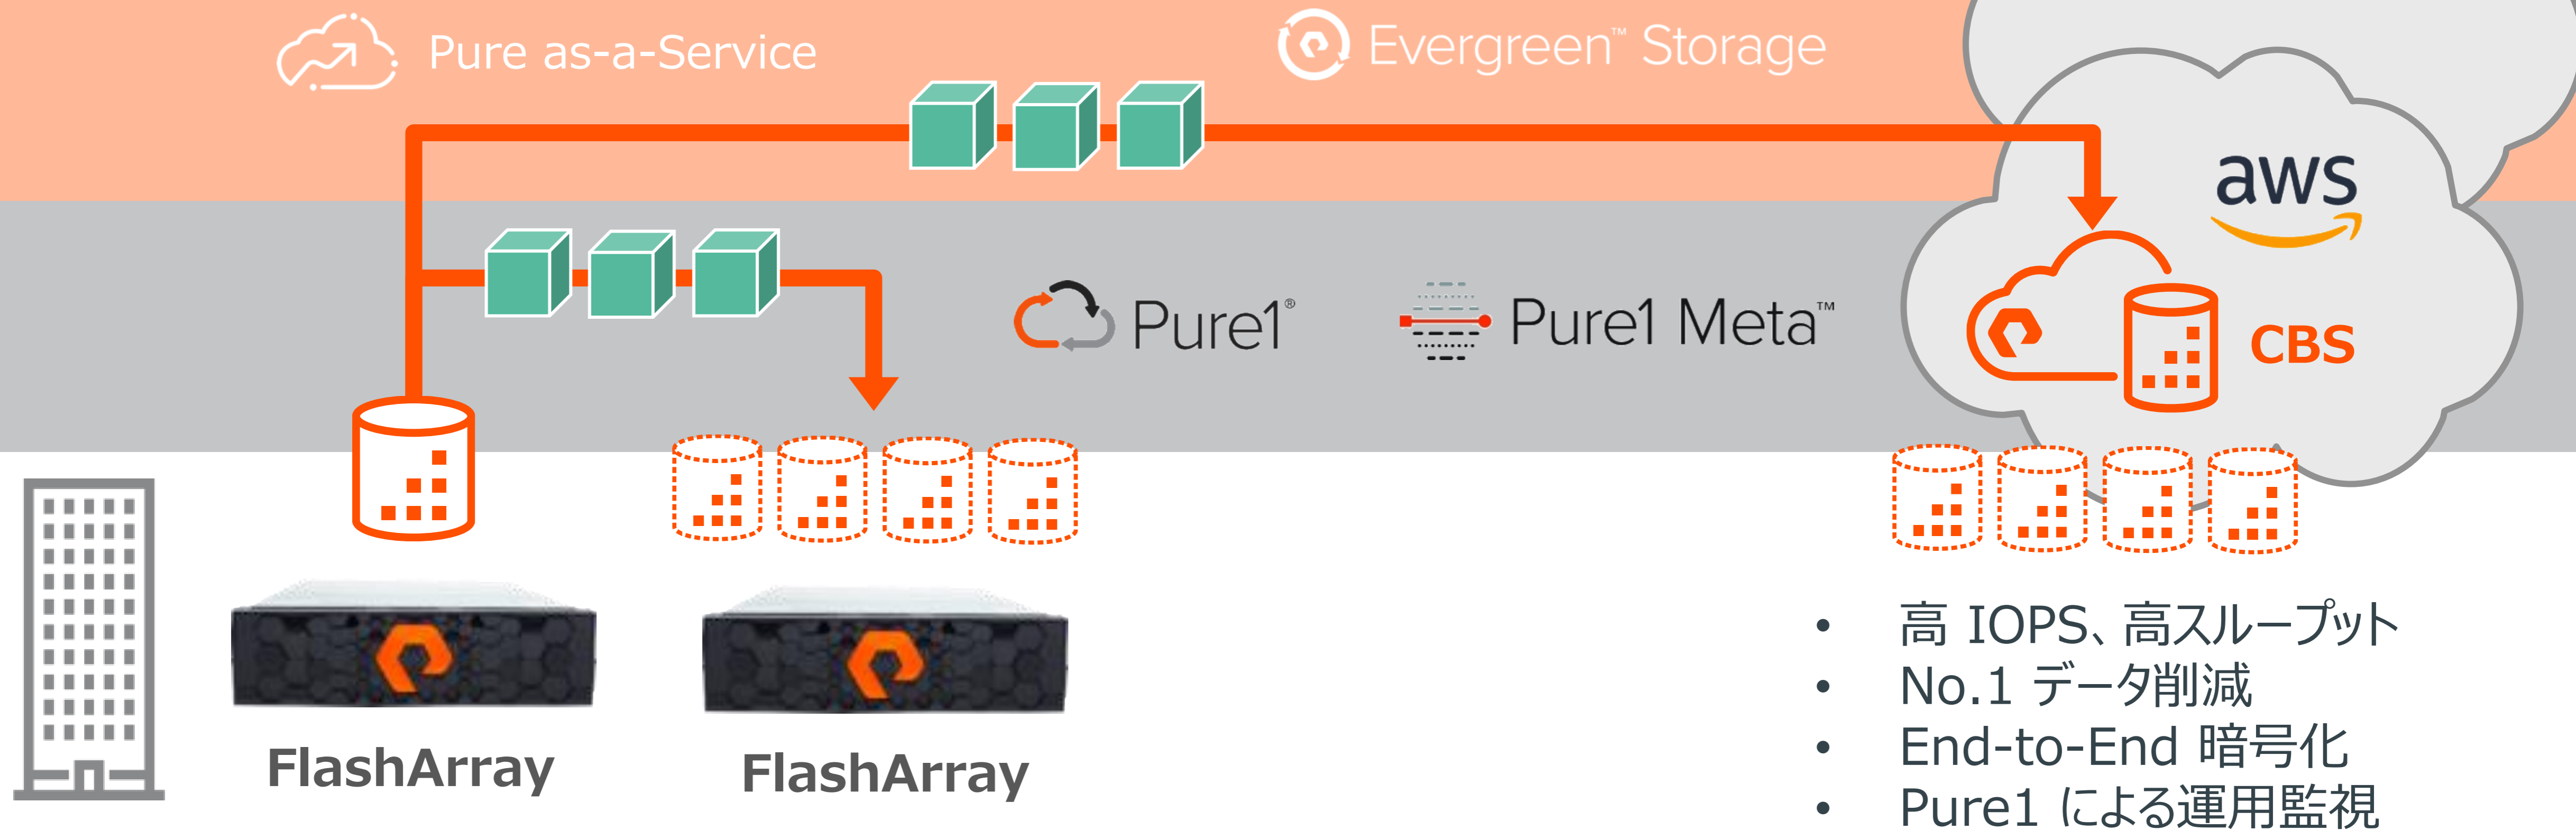 Pure as-a-Service
Evergreen™ Storage
aws
Pure1®
Pure1 Meta™
CBS
FlashArray
FlashArray
• 高 IOPS、高スループット
• No.1 データ削減
• End-to-End 暗号化
• Pure1 による運用監視